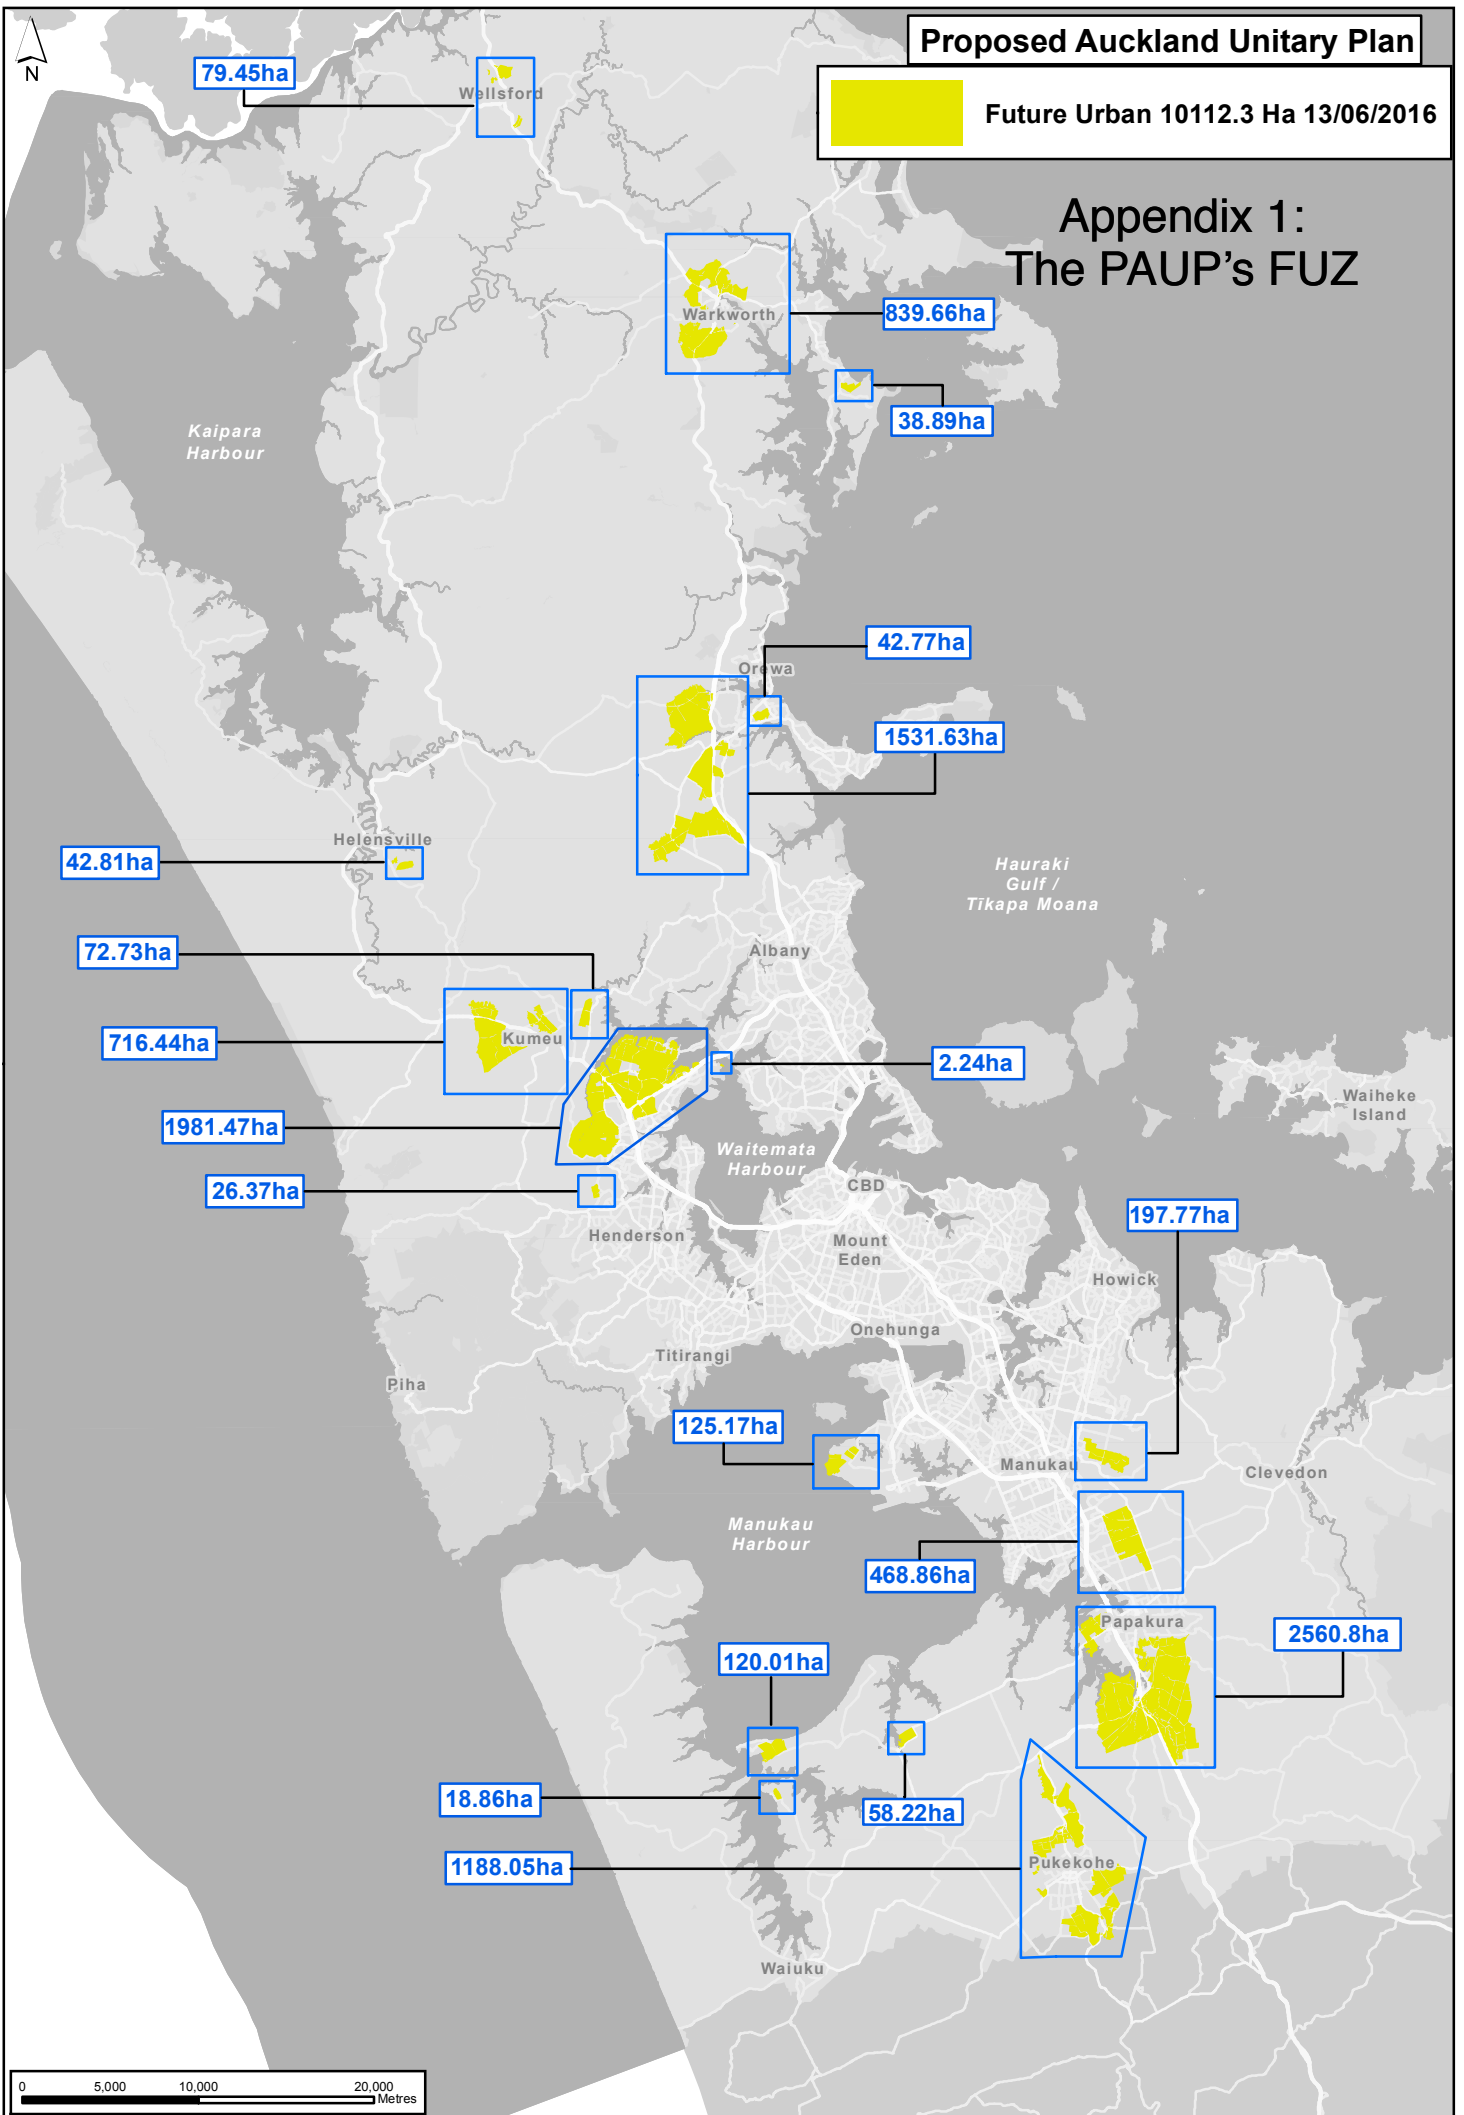 N
Proposed Auckland Unitary Plan
Future Urban 10112.3 Ha 13/06/2016
Appendix 1:
The PAUP’s FUZ
79.45ha
Wellsford
Warkworth
839.66ha
38.89ha
Kaipara
Harbour
42.77ha
Orewa
1531.63ha
Helensville
42.81ha
Hauraki
Gulf /
Tīkapa Moana
72.73ha
Albany
716.44ha
Kumeu
2.24ha
Waiheke
Island
1981.47ha
Waitemata
Harbour
26.37ha
CBD
197.77ha
Henderson
Mount
Eden
Howick
Onehunga
Titirangi
Piha
125.17ha
Manukau
Clevedon
Manukau
Harbour
468.86ha
Papakura
2560.8ha
120.01ha
18.86ha
58.22ha
1188.05ha
Pukekohe
Waiuku
0 5,000 10,000 20,000
Metres